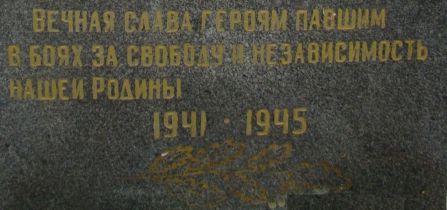 ВЕЧНАЯ СЛАВА ГЕРОЯМ ПАВШИМ
В БОЯХ ЗА СВОБОДУ И НЕЗАВИСИМОСТЬ
НАШЕЙ РОДИНЫ
1941 · 1945